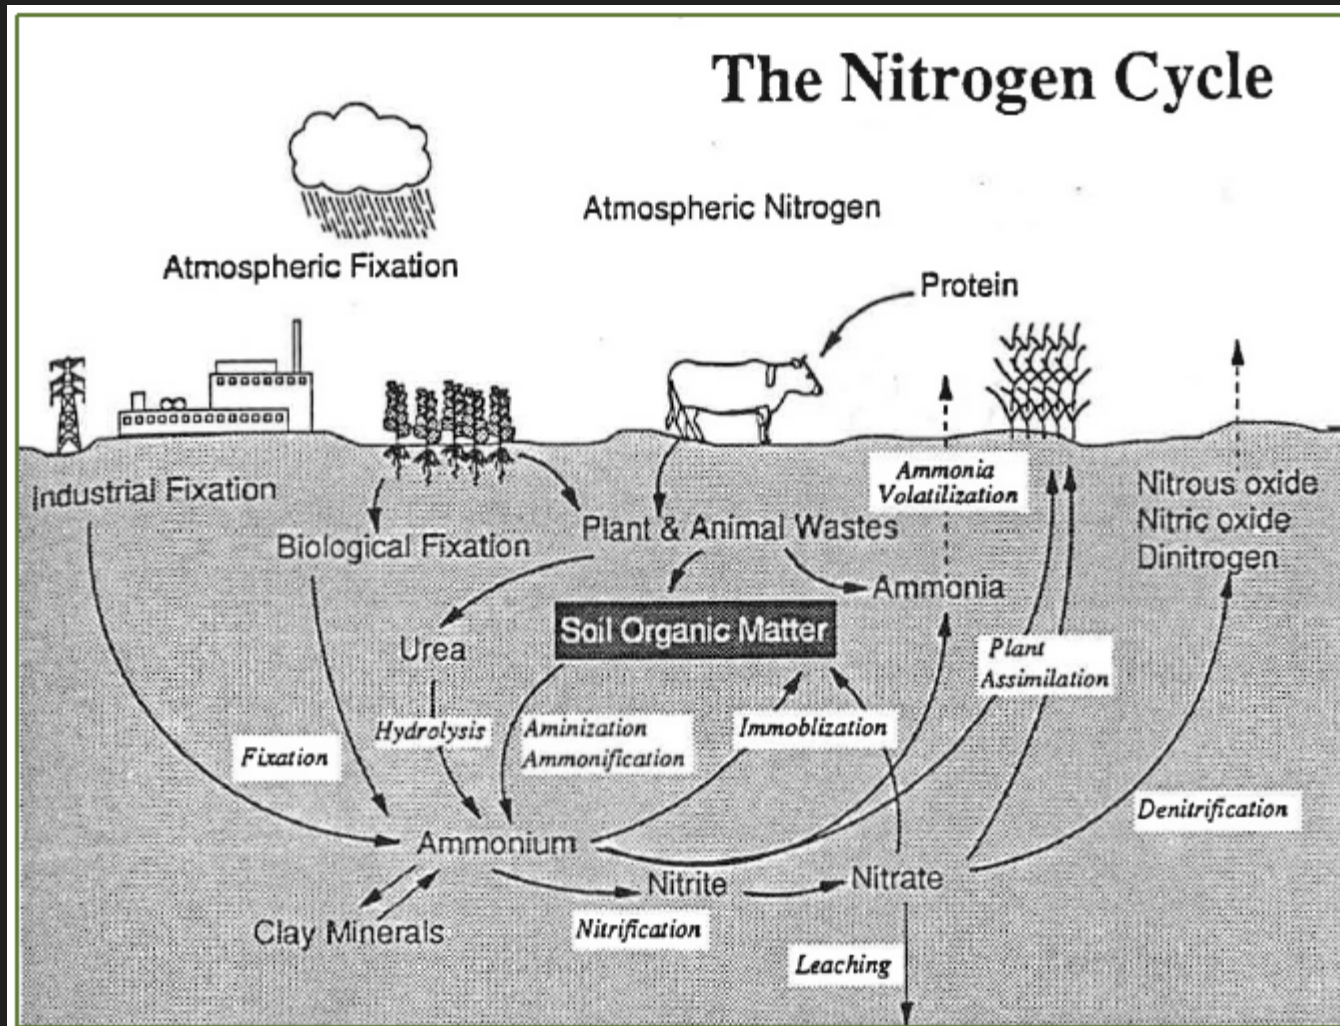 The Nitrogen Cycle
Atmospheric Nitrogen
Atmospheric Fixation
Protein
Ammonia
Volatilization
Industrial Fixation
Nitrous oxide
Nitric oxide
Dinitrogen
Plant & Animal Wastes
Biological Fixation
Ammonia
Soil Organic Matter
Urea
Plant
Assimilation
Hydrolysis
Aminization
Ammonification
Immoblization
Fixation
Denitrification
Ammonium
Nitrite
Nitrate
Clay Minerals
Nitrification
Leaching